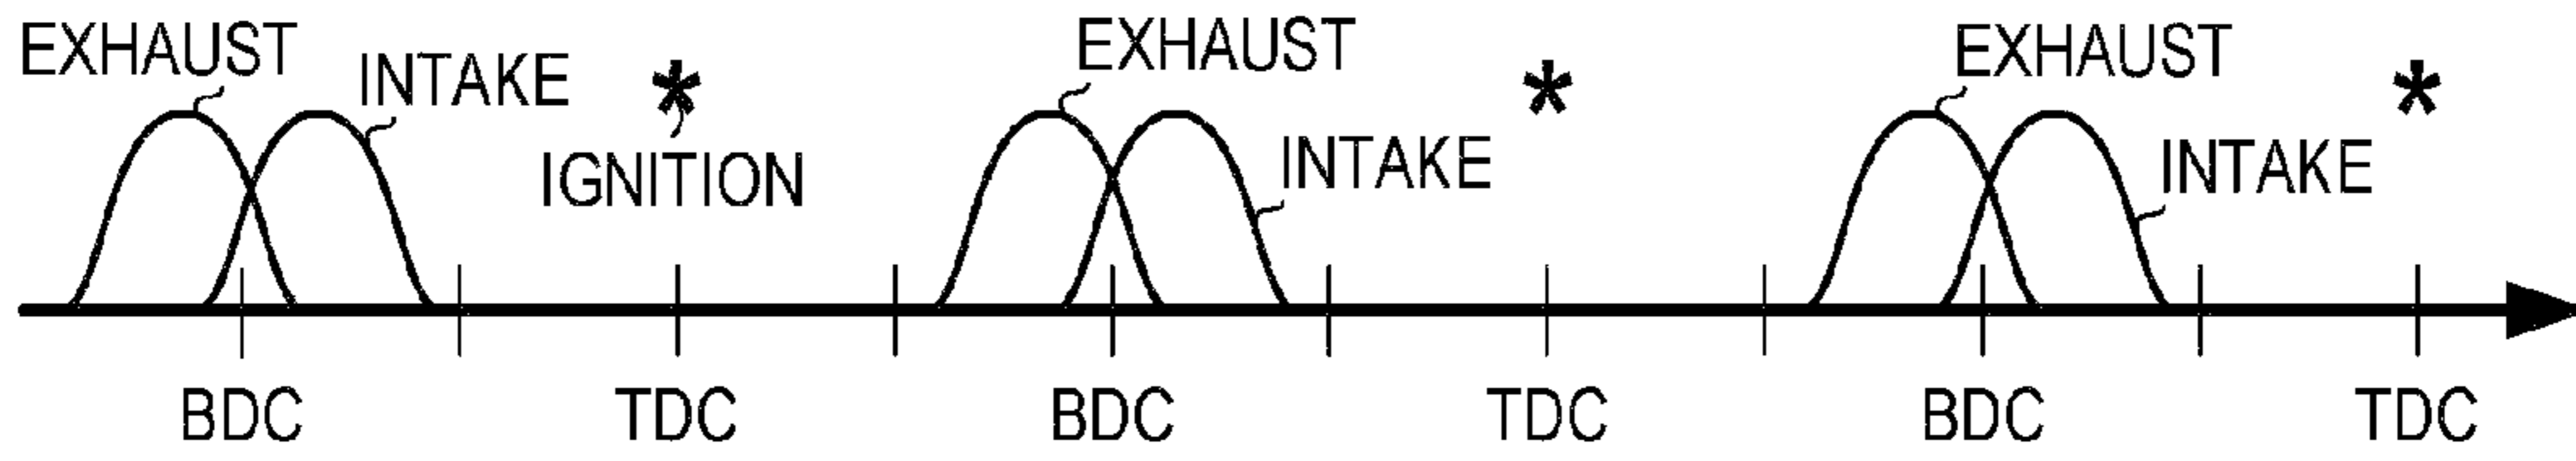 EXHAUST
INTAKE
*
IGNITION
EXHAUST
INTAKE
*
EXHAUST
INTAKE
*
BDC
TDC
BDC
TDC
BDC
TDC